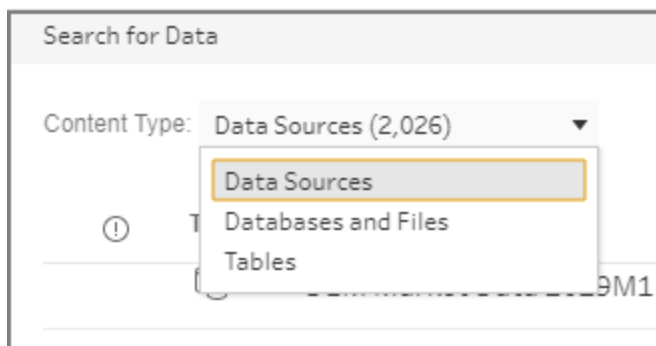 Search for Data
Content Type: Data Sources (2,026)
Data Sources
Databases and Files
Tables